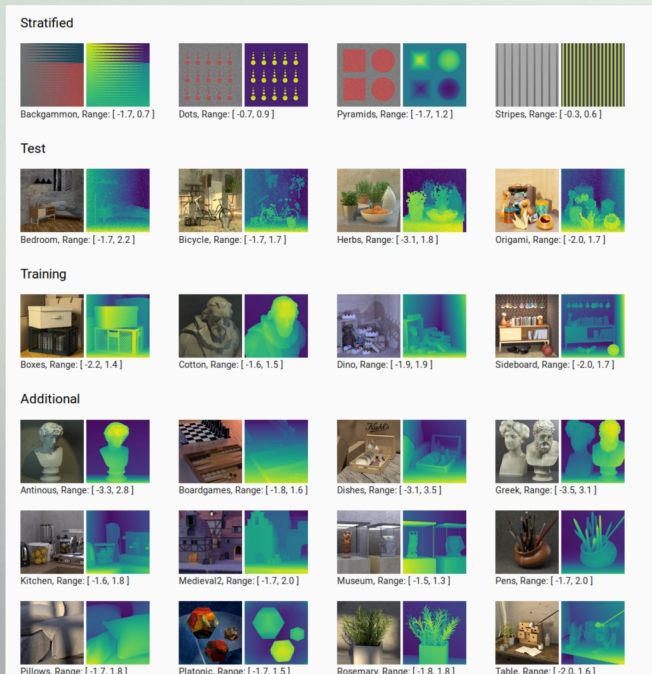 Stratified
Backgammon, Range: [ -1.7, 0.7 ]
Dots, Range: [ -0.7, 0.9 ]
Pyramids, Range: [ -1.7, 1.2 ]
Stripes, Range: [ -0.3, 0.6 ]
Test
Bedroom, Range: [ -1.7, 2.2 ]
Bicycle, Range: [ -1.7, 1.7 ]
Herbs, Range: [ -3.1, 1.8 ]
Origami, Range: [ -2.0, 1.7 ]
Training
Boxes, Range: [ -2.2, 1.4 ]
Cotton, Range: [ -1.6, 1.5 ]
Dino, Range: [ -1.9, 1.9 ]
Sideboard, Range: [ -2.0, 1.7 ]
Additional
Antinous, Range: [ -3.3, 2.8 ]
Boardgames, Range: [ -1.8, 1.6 ]
Dishes, Range: [ -3.1, 3.5 ]
Greek, Range: [ -3.5, 3.1 ]
Kitchen, Range: [ -1.6, 1.8 ]
Medieval2, Range: [ -1.7, 2.0 ]
Museum, Range: [ -1.5, 1.3 ]
Pens, Range: [ -1.7, 2.0 ]
Pillows, Range: [ -1.7, 1.8 ]
Platonic, Range: [ -1.7, 1.5 ]
Rosemary, Range: [ -1.8, 1.8 ]
Table, Range: [ -2.0, 1.6 ]